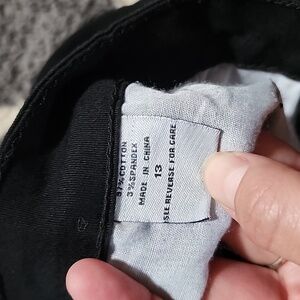 97% COTTON
3% SPANDEX
MADE IN CHINA
13
SEE REVERSE FOR CARE